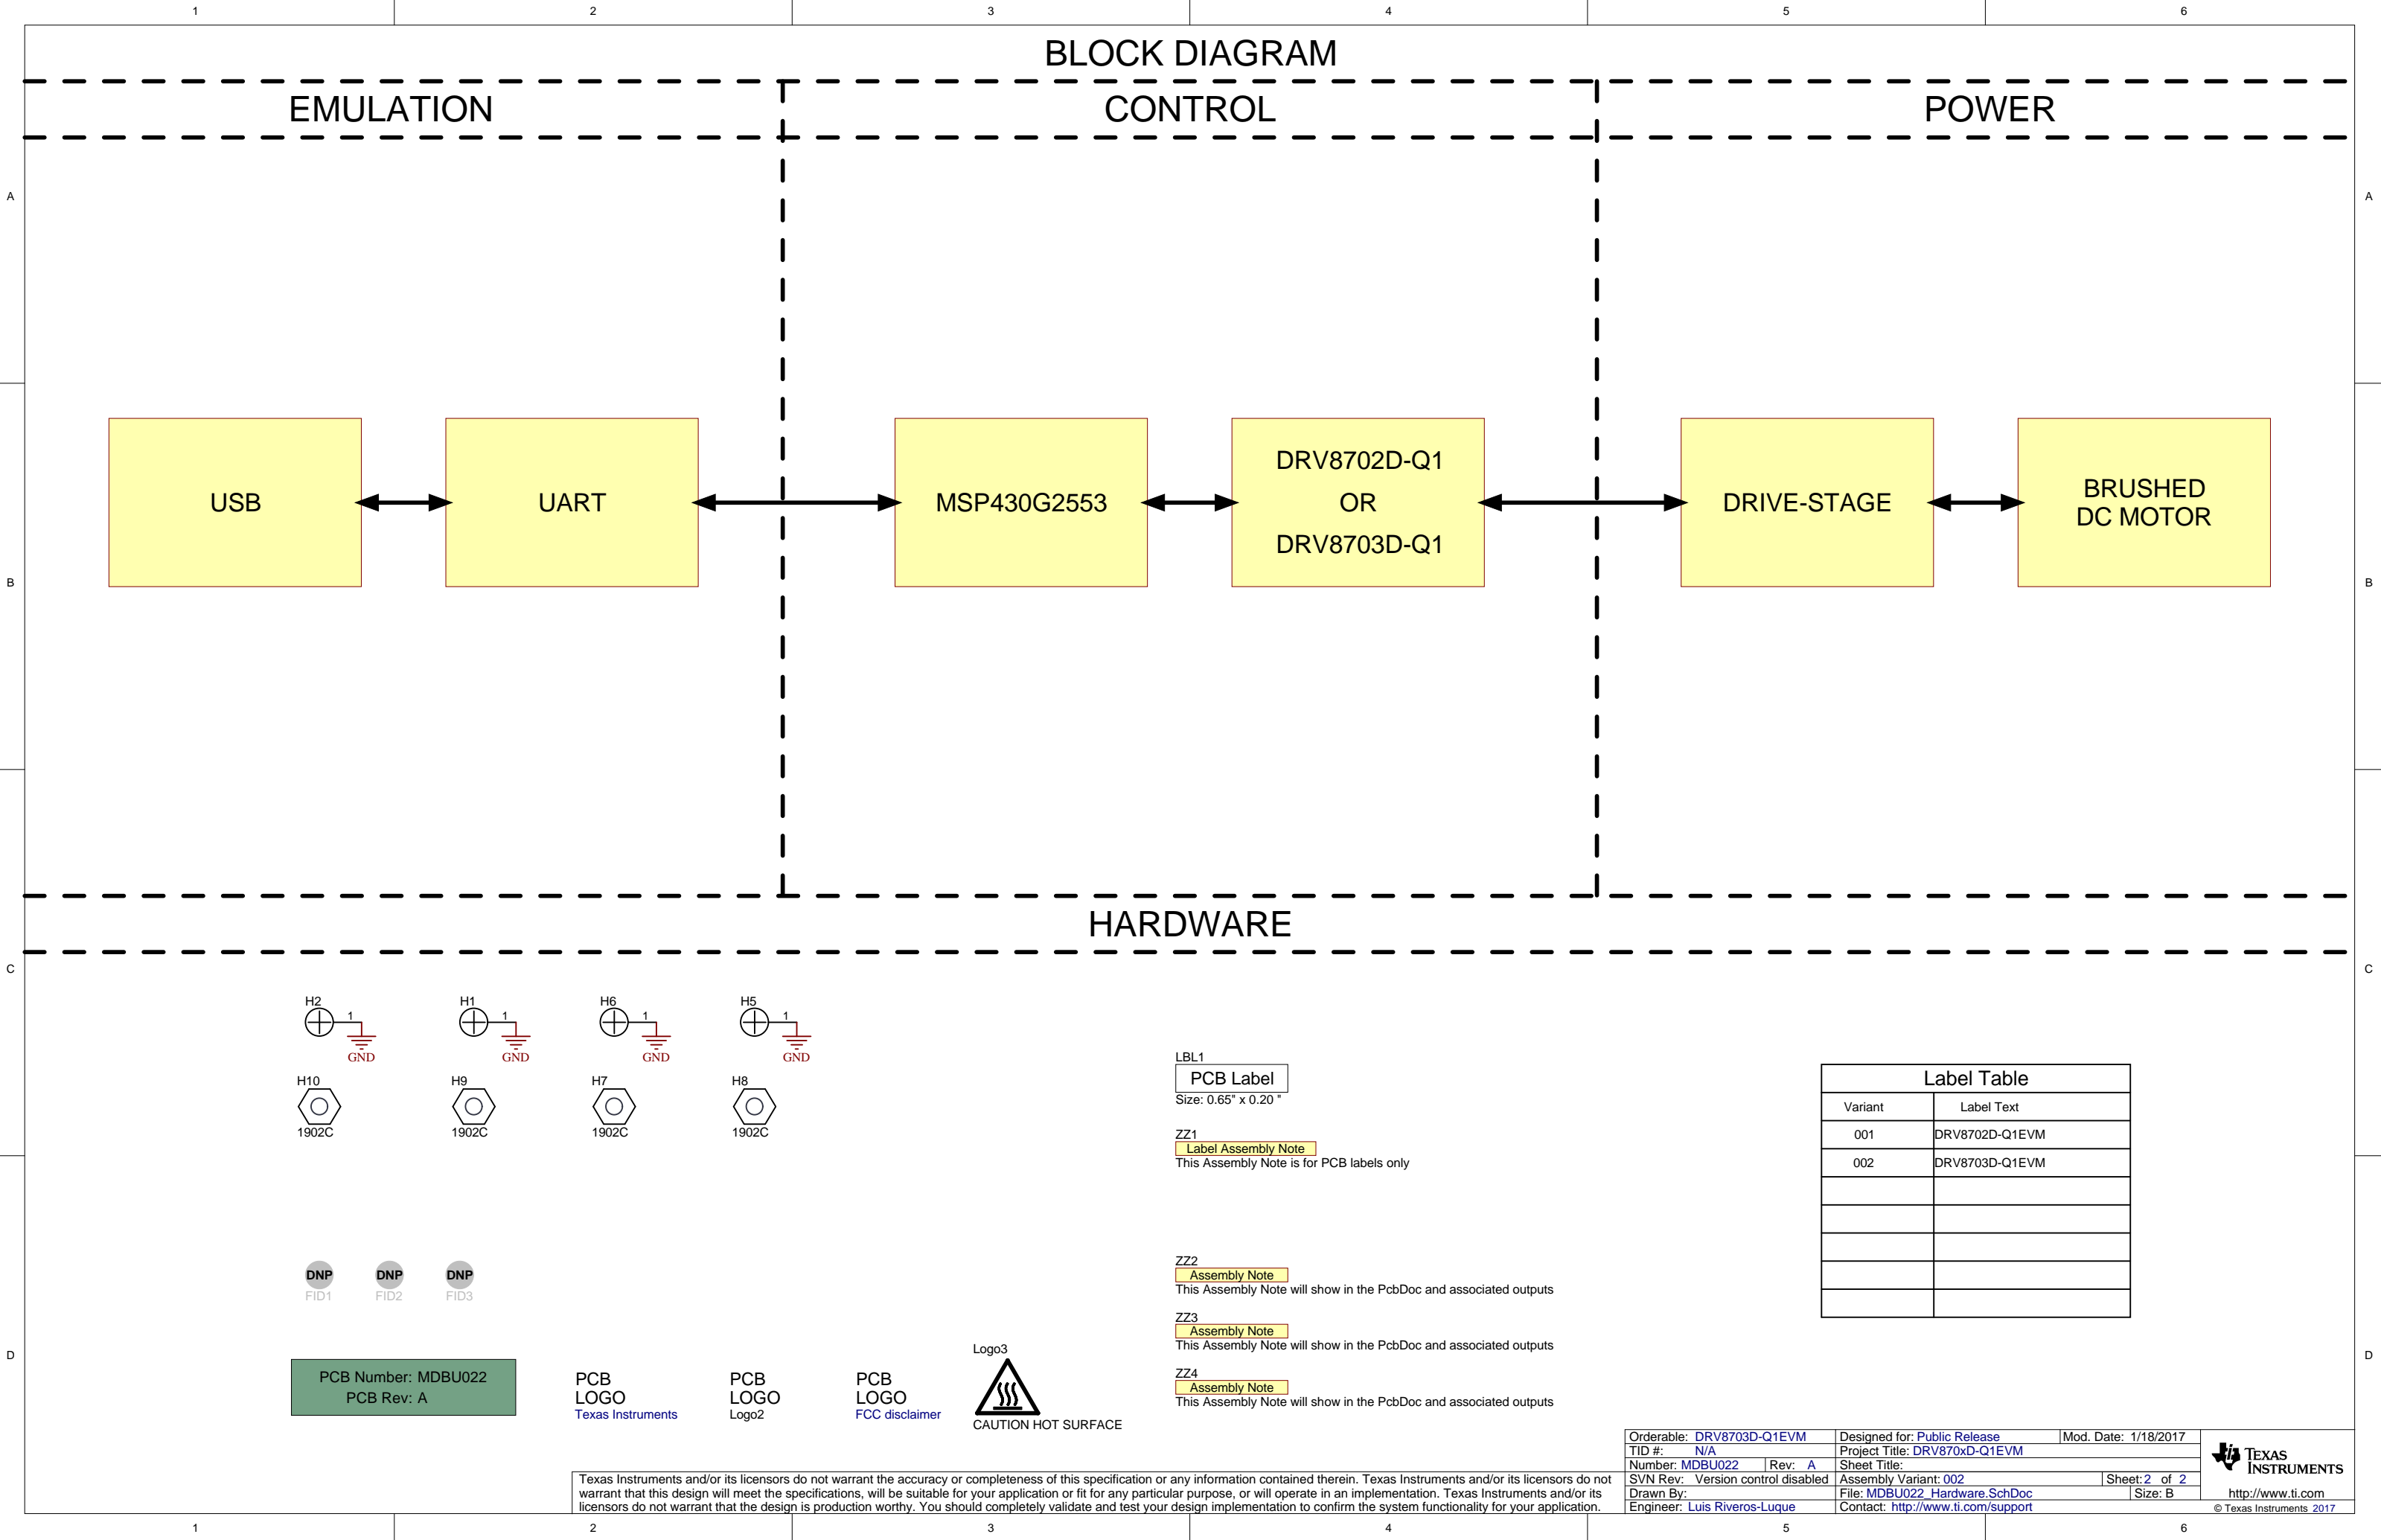 1 2 3 4 5 6
BLOCK DIAGRAM
EMULATION
CONTROL
POWER
A
A
USB
UART
MSP430G2553
DRV8702D-Q1
OR
DRV8703D-Q1
DRIVE-STAGE
BRUSHED
DC MOTOR
B
B
HARDWARE
C
C
H2
1
GND
H1
1
GND
H6
1
GND
H5
1
GND
H10
1902C
H9
1902C
H7
1902C
H8
1902C
LBL1
PCB Label
Size: 0.65" x 0.20 "
ZZ1
Label Assembly Note
This Assembly Note is for PCB labels only
Label Table
Variant Label Text
001 DRV8702D-Q1EVM
002 DRV8703D-Q1EVM
DNP
FID1
DNP
FID2
DNP
FID3
ZZ2
Assembly Note
This Assembly Note will show in the PcbDoc and associated outputs
ZZ3
Assembly Note
This Assembly Note will show in the PcbDoc and associated outputs
ZZ4
Assembly Note
This Assembly Note will show in the PcbDoc and associated outputs
D
D
PCB Number: MDBU022
PCB Rev: A
PCB
LOGO
Texas Instruments
PCB
LOGO
Logo2
PCB
LOGO
FCC disclaimer
Logo3
CAUTION HOT SURFACE
Texas Instruments and/or its licensors do not warrant the accuracy or completeness of this specification or any information contained therein. Texas Instruments and/or its licensors do not
warrant that this design will meet the specifications, will be suitable for your application or fit for any particular purpose, or will operate in an implementation. Texas Instruments and/or its
licensors do not warrant that the design is production worthy. You should completely validate and test your design implementation to confirm the system functionality for your application.
Orderable: DRV8703D-Q1EVM Designed for: Public Release Mod. Date: 1/18/2017
TID #: N/A Project Title: DRV870xD-Q1EVM
Number: MDBU022 Rev: A Sheet Title:
SVN Rev: Version control disabled Assembly Variant: 002 Sheet: 2 of 2
Drawn By: File: MDBU022_Hardware.SchDoc Size: B
Engineer: Luis Riveros-Luque Contact: http://www.ti.com/support
TEXAS
INSTRUMENTS
http://www.ti.com
© Texas Instruments 2017
1 2 3 4 5 6